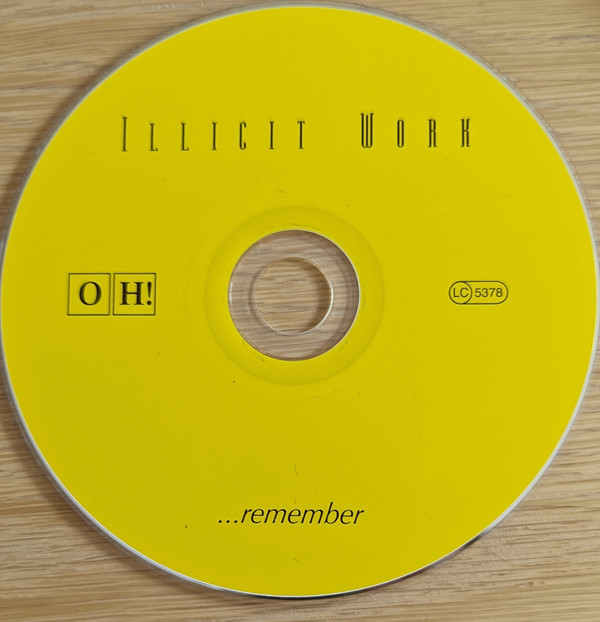 Illicit Work
O H!
LC 5378
...remember